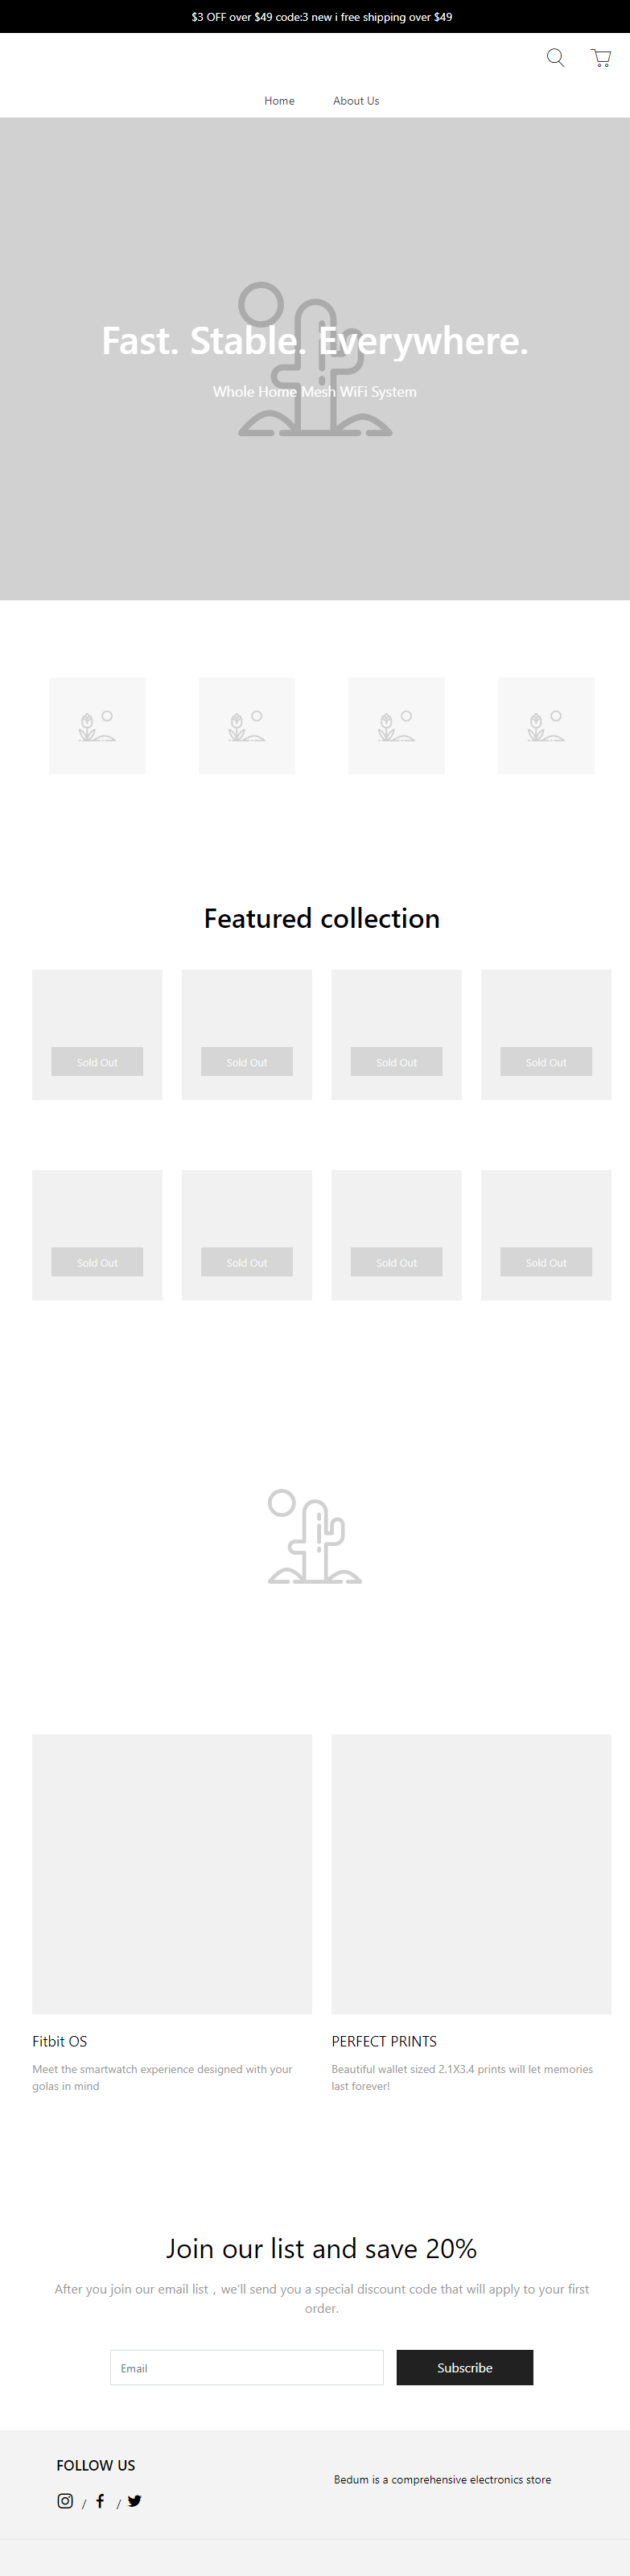 $3 OFF over $49 code:3 new i free shipping over $49
Home About Us
Fast. Stable. Everywhere.
Whole Home Mesh WiFi System
Featured collection
Sold Out Sold Out Sold Out Sold Out
Sold Out Sold Out Sold Out Sold Out
Fitbit OS
Meet the smartwatch experience designed with your
golas in mind
PERFECT PRINTS
Beautiful wallet sized 2.1X3.4 prints will let memories
last forever!
Join our list and save 20%
After you join our email list，we'll send you a special discount code that will apply to your first
order.
Email Subscribe
FOLLOW US
/ /
Bedum is a comprehensive electronics store